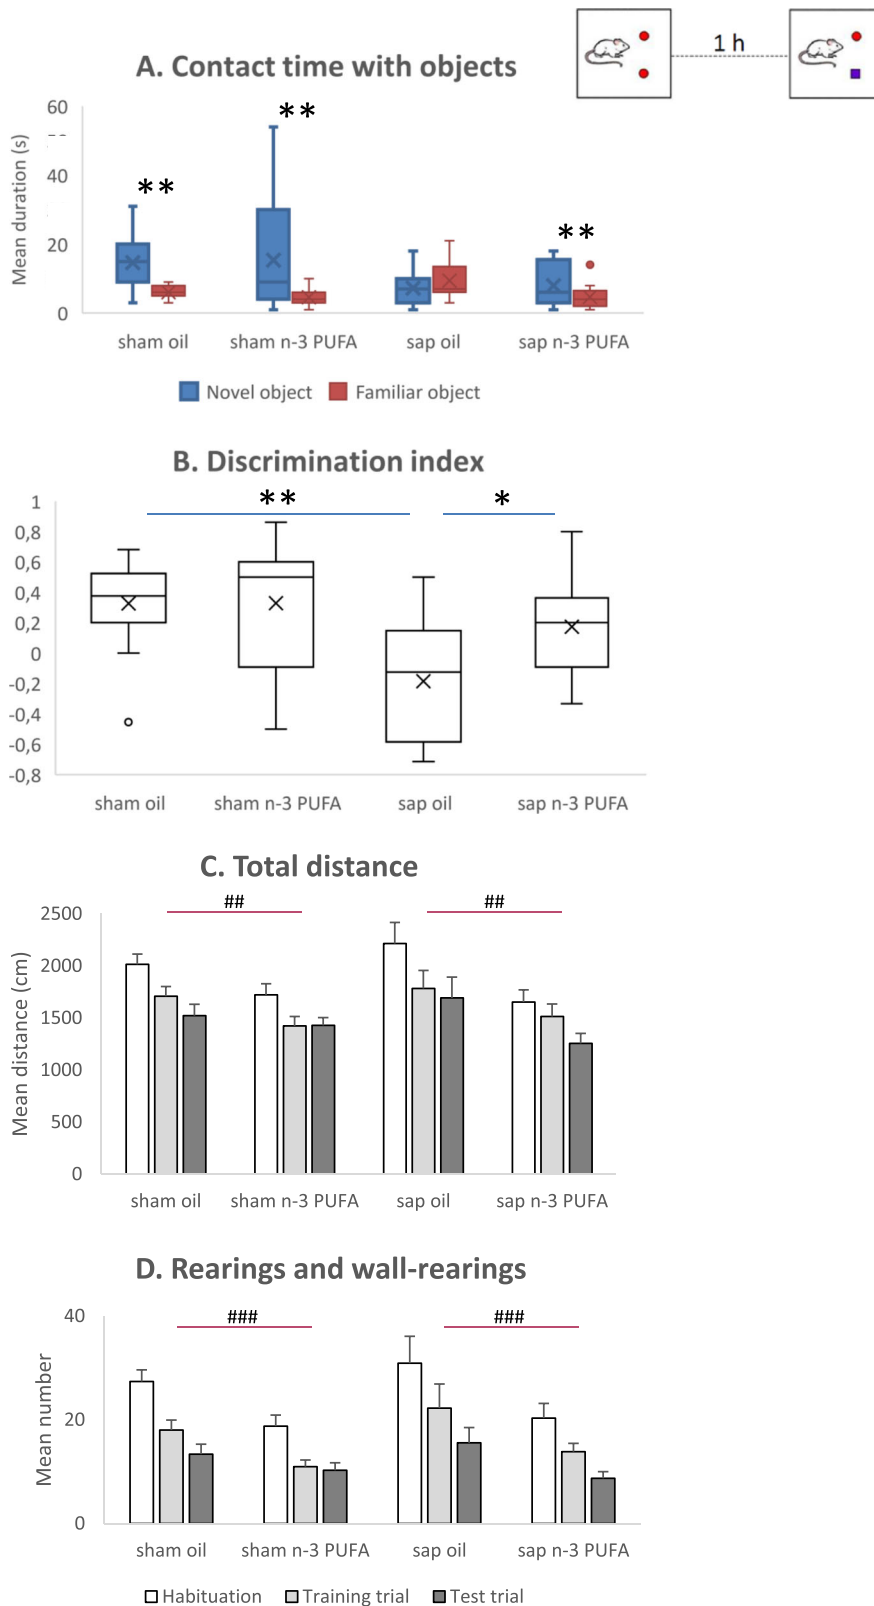 1 h
A. Contact time with objects
Mean duration (s)
60
40
20
0
**
**
**
sham oil sham n-3 PUFA sap oil sap n-3 PUFA
Novel object Familiar object
B. Discrimination index
** *
1
0,8
0,6
0,4
0,2
0
-0,2
-0,4
-0,6
-0,8
sham oil sham n-3 PUFA sap oil sap n-3 PUFA
C. Total distance
## ##
Mean distance (cm)
2500
2000
1500
1000
500
0
sham oil sham n-3 PUFA sap oil sap n-3 PUFA
D. Rearings and wall-rearings
### ###
Mean number
40
20
0
sham oil sham n-3 PUFA sap oil sap n-3 PUFA
Habituation Training trial Test trial